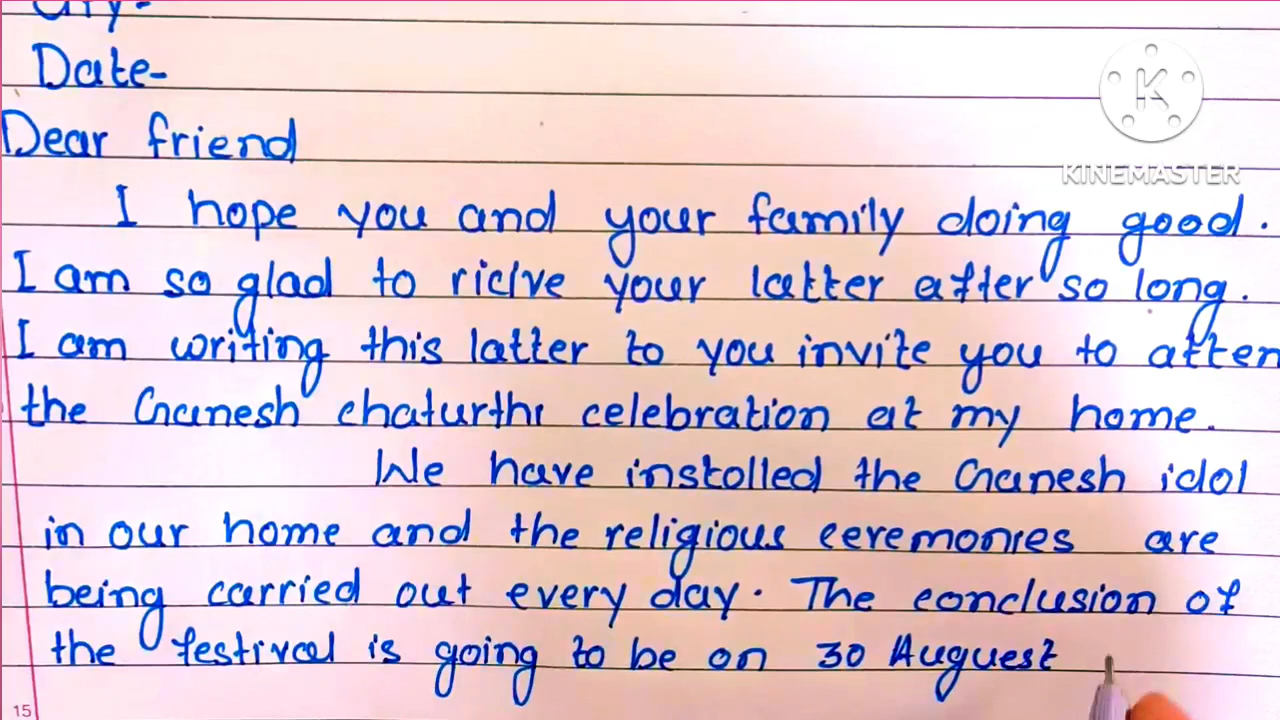 City-
Date-
Dear friend
I hope you and your family doing good.
I am so glad to ricive your latter after so long.
I am writing this latter to you invite you to atten
the Ganesh chaturthi celebration at my home.
We have instolled the Ganesh idol
in our home and the religious ceremonies are
being carried out every day. The conclusion of
the festival is going to be on 30 Auguest
15
K
KINEMASTER